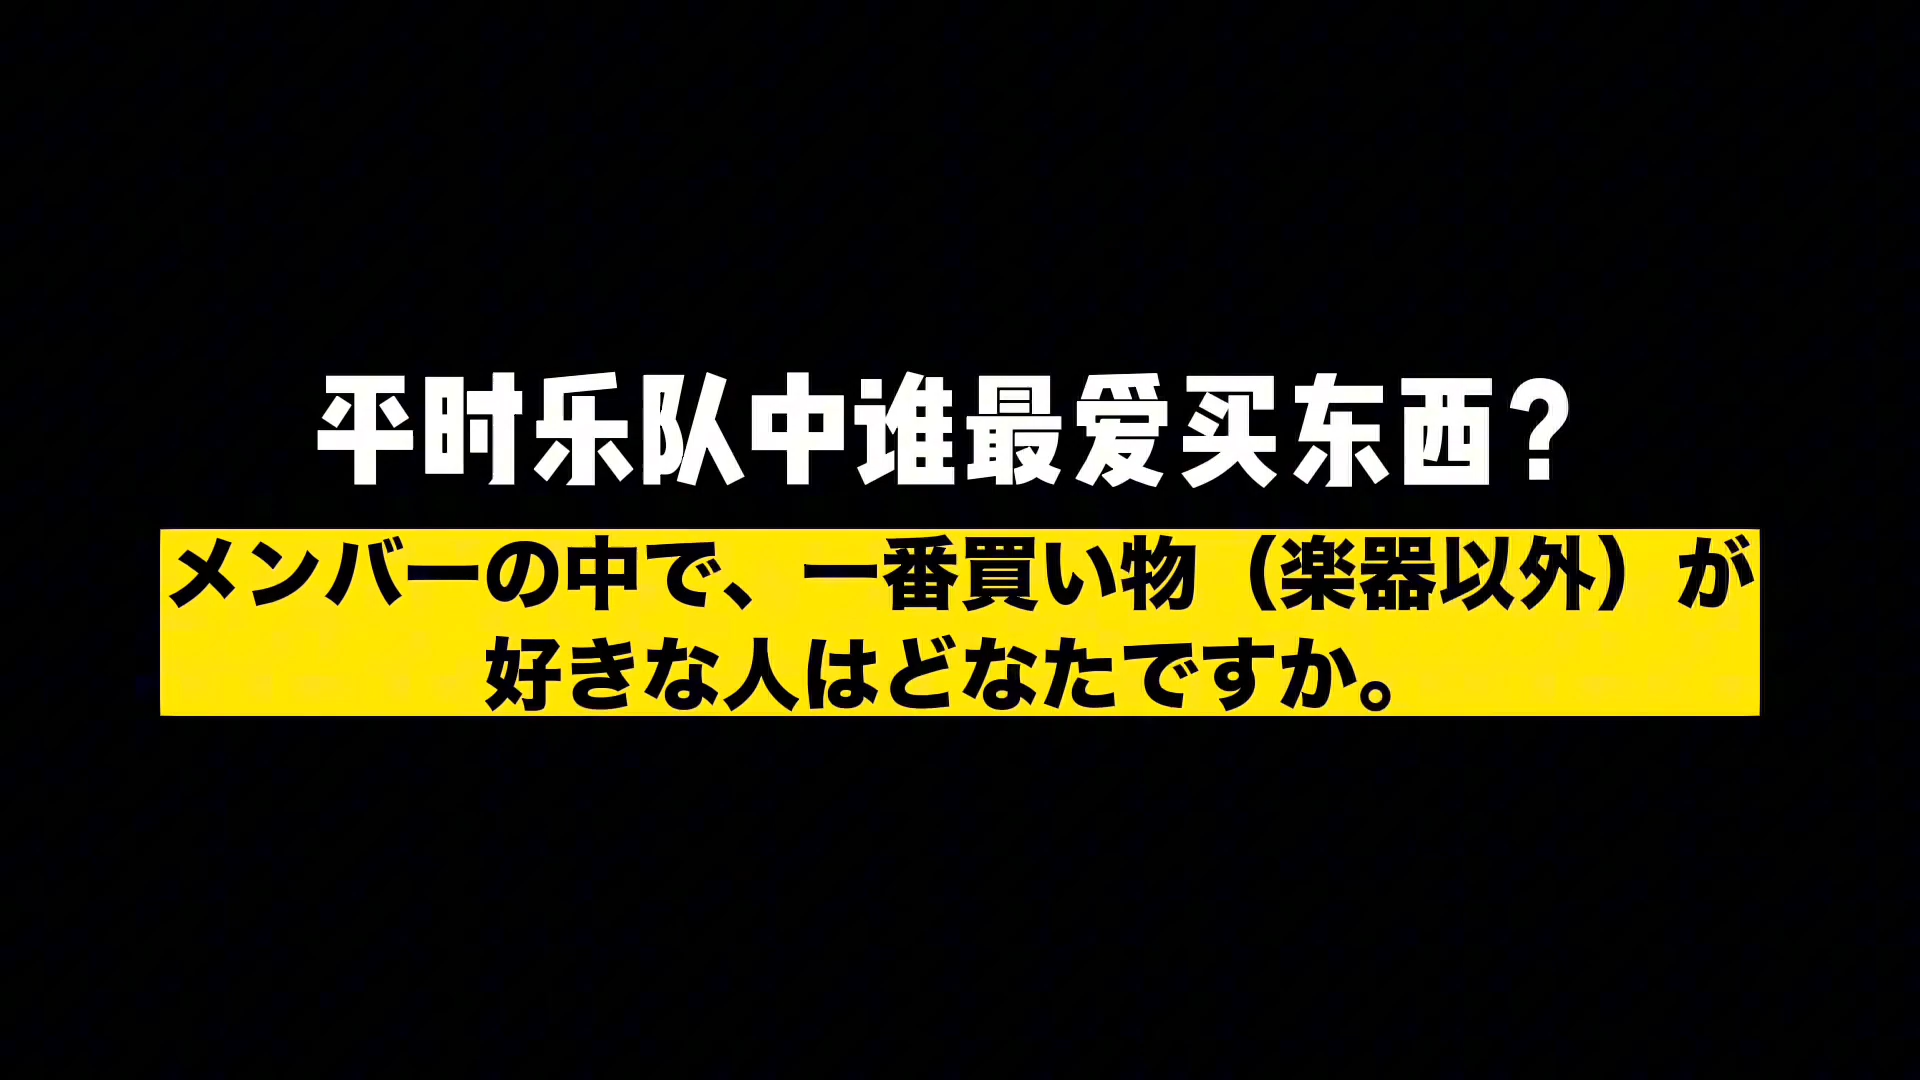 平时乐队中谁最爱买东西？
メンバーの中で、一番買い物（楽器以外）が
好きな人はどなたですか。